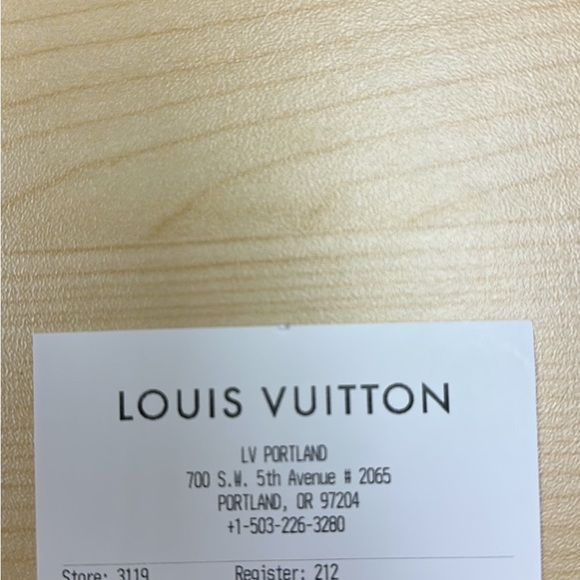 LOUIS VUITTON
LV PORTLAND
700 S.W. 5th Avenue # 2065
PORTLAND, OR 97204
+1-503-226-3280
Store: 3119 Register: 212